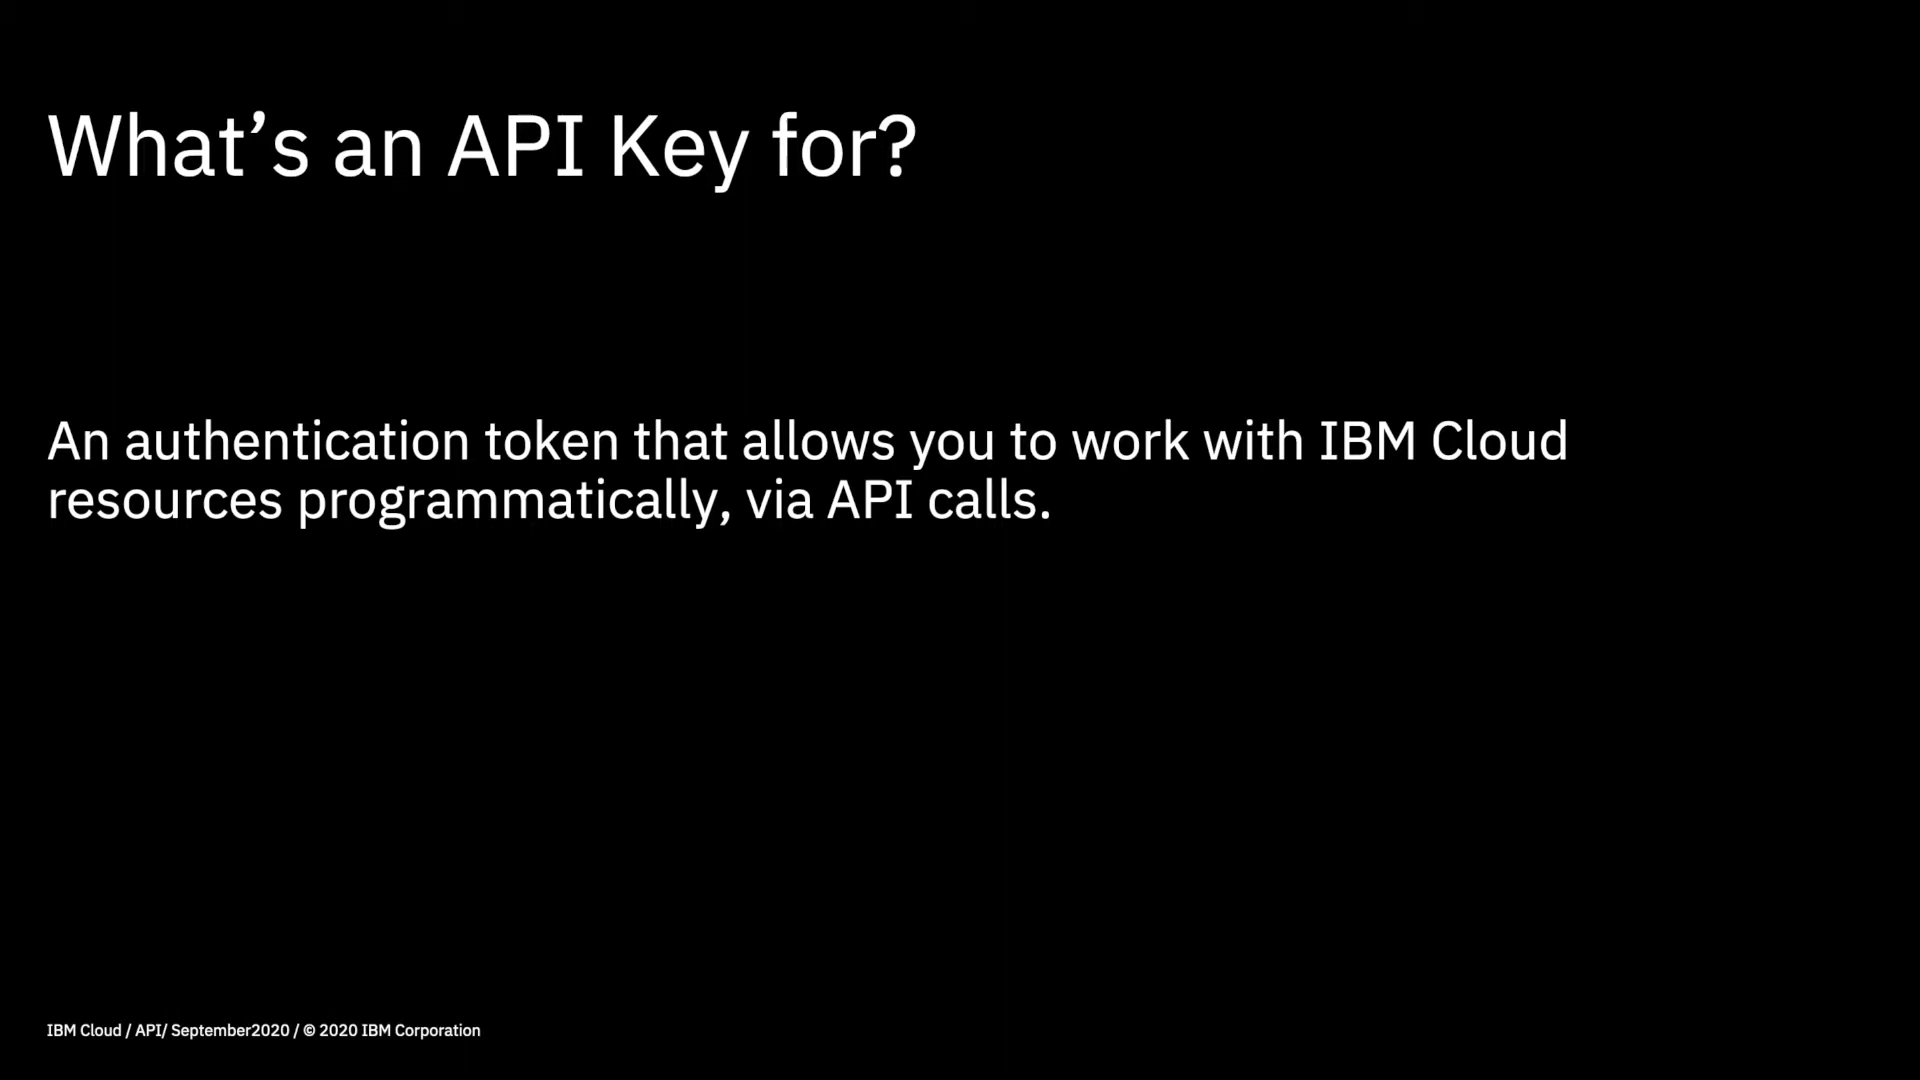 What’s an API Key for?
An authentication token that allows you to work with IBM Cloud
resources programmatically, via API calls.
IBM Cloud / API/ September2020 / © 2020 IBM Corporation